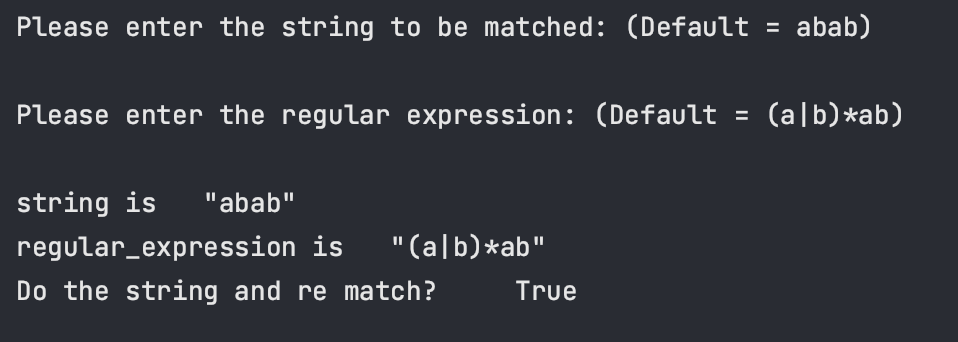 Please enter the string to be matched: (Default = abab)
Please enter the regular expression: (Default = (a|b)*ab)
string is   "abab"
regular_expression is   "(a|b)*ab"
Do the string and re match?     True